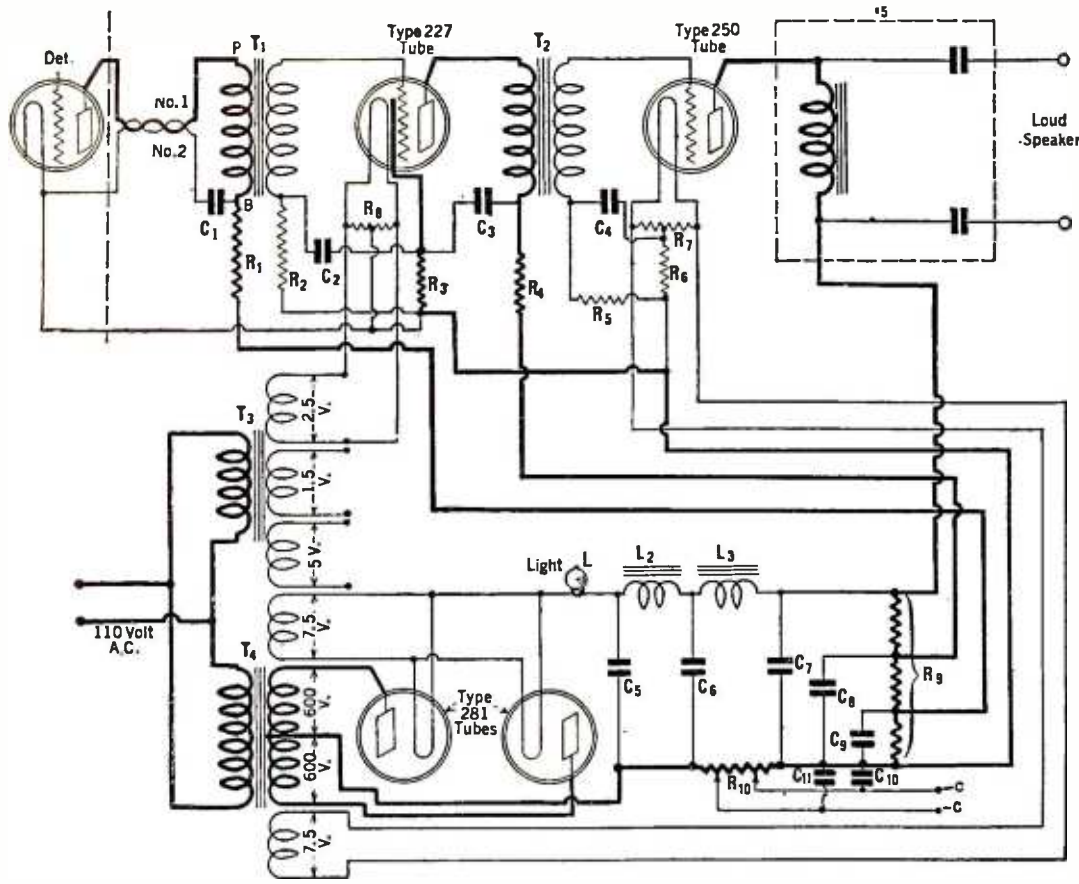 Det.
No.1
No.2
P
T1
B
C1
R1
R2
C2
Type 227
Tube
R8
R3
C3
T2
R4
C4
R5
R6
R7
Type 250
Tube
Loud
-Speaker
T3
2.5
V.
1.5
V.
5 V.
7.5
V.
110 Volt
A.C.
T4
600
V.
600
V.
7.5
V.
Type
281
Tubes
Light
L
L2
L3
C5
C6
C7
C8
C9
R9
R10
C11
C10
-C
-C